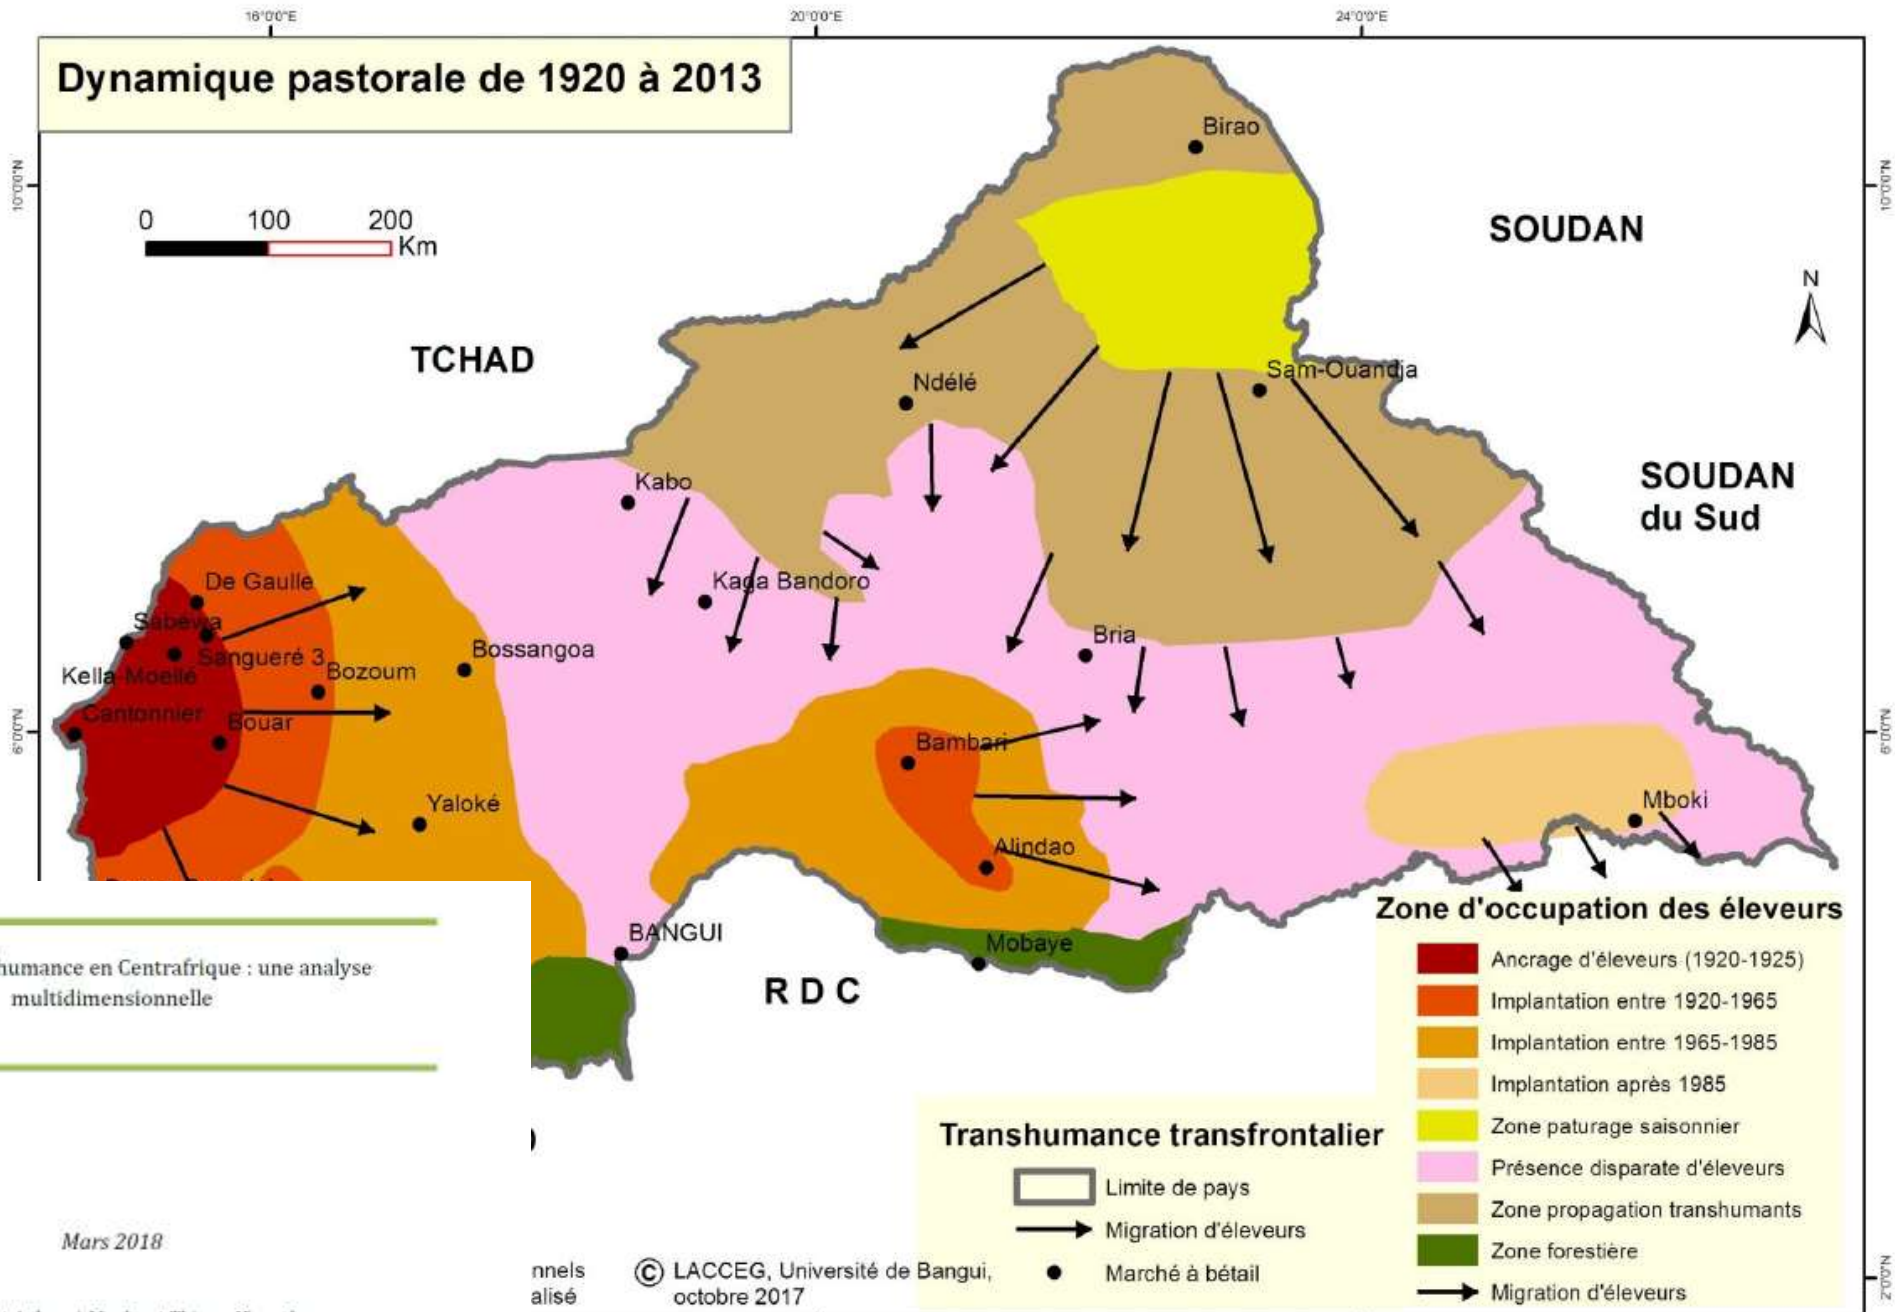 16°0'0"E
20°0'0"E
24°0'0"E
Dynamique pastorale de 1920 à 2013
10°0'0"N
10°0'0"N
0 100 200
Km
Birao
SOUDAN
N
TCHAD
Ndélé
Sam-Ouandja
Kabo
SOUDAN
du Sud
De Gaulle
Kaga Bandoro
Sabewa
Sangueré 3
Bossangoa
Bria
Kella Moellé
Bozoum
Cantonnier
Bouar
6°0'0"N
6°0'0"N
Bambari
Yaloké
Mboki
Alindao
BANGUI
Mobaye
RDC
humance en Centrafrique : une analyse
multidimensionnelle
Mars 2018
nnels
alisé
© LACCEG, Université de Bangui,
octobre 2017
Transhumance transfrontalier
Limite de pays
Migration d'éleveurs
Marché à bétail
Zone d'occupation des éleveurs
Ancrage d'éleveurs (1920-1925)
Implantation entre 1920-1965
Implantation entre 1965-1985
Implantation après 1985
Zone paturage saisonnier
Présence disparate d'éleveurs
Zone propagation transhumants
Zone forestière
Migration d'éleveurs
2°0'0"N